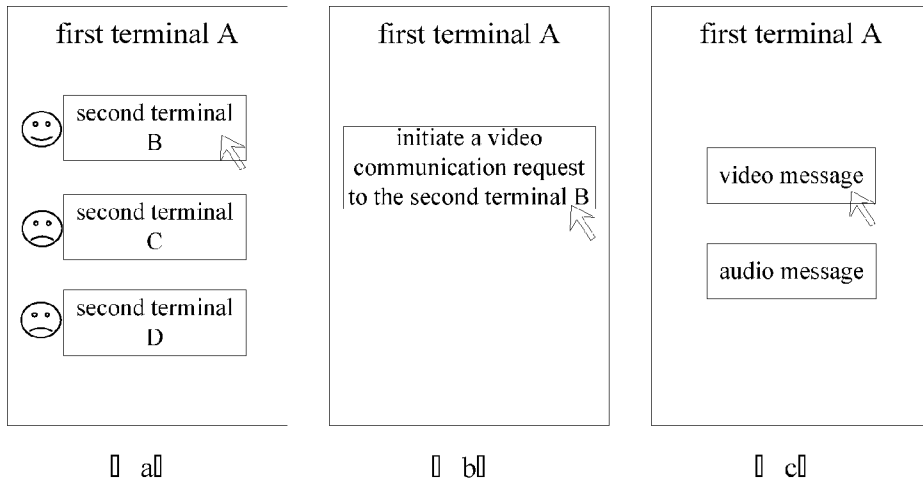 first terminal A
second terminal
B
second terminal
C
second terminal
D
a
first terminal A
initiate a video
communication request
to the second terminal B
b
first terminal A
video message
audio message
c